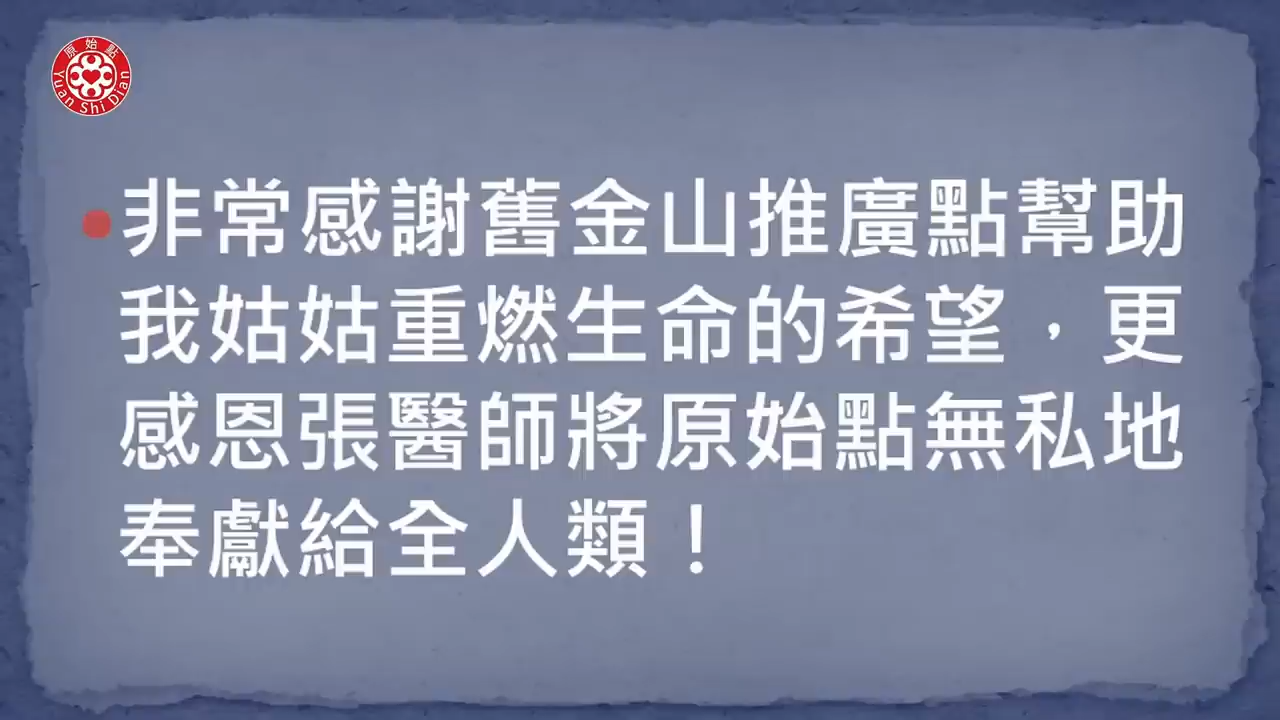 原始點
Yuan Shi Dian
非常感謝舊金山推廣點幫助
我姑姑重燃生命的希望，更
感恩張醫師將原始點無私地
奉獻給全人類！